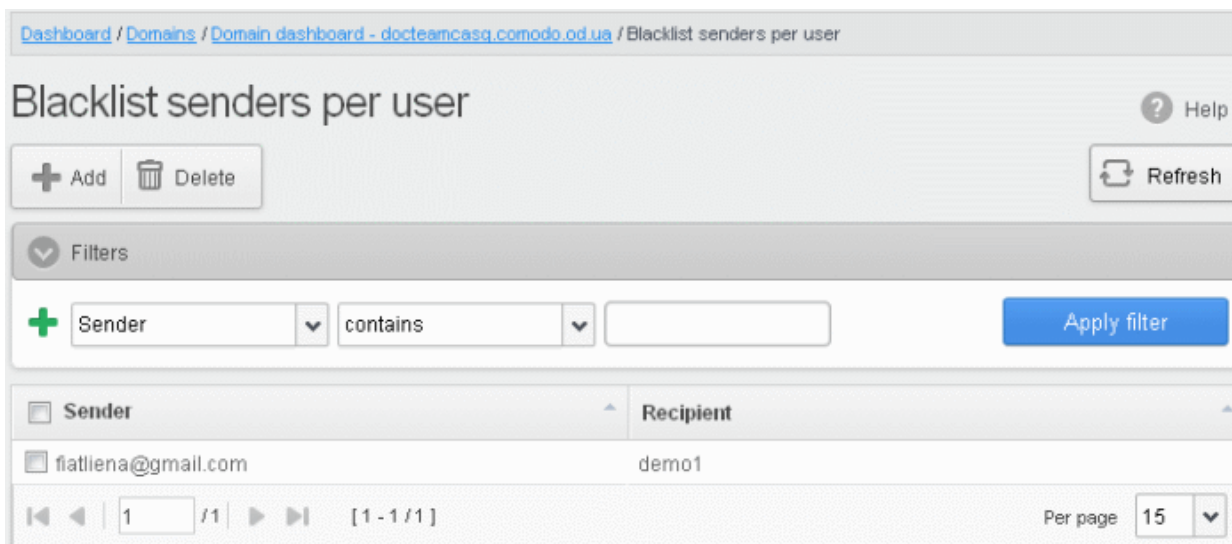 Dashboard / Domains / Domain dashboard - docteamcasg.comodo.od.ua / Blacklist senders per user
Blacklist senders per user
Help
Add Delete
Refresh
Filters
Sender contains Apply filter
Sender Recipient
fiatliena@gmail.com demo1
1 /1 [ 1 - 1 / 1 ] Per page 15